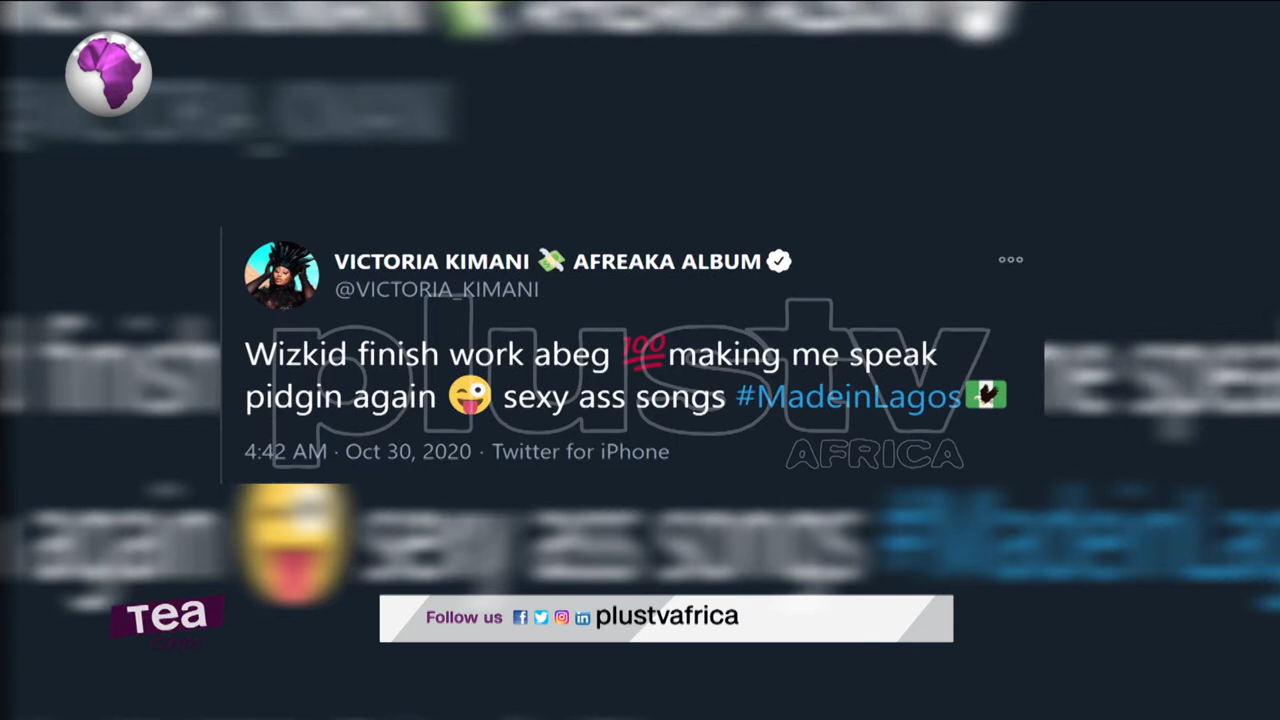 VICTORIA KIMANI 💸 AFREAKA ALBUM
@VICTORIA_KIMANI
Wizkid finish work abeg 💯making me speak
pidgin again 😜 sexy ass songs #MadeinLagos
4:42 AM · Oct 30, 2020 · Twitter for iPhone
plustv
AFRICA
Tea
Follow us plustvafrica